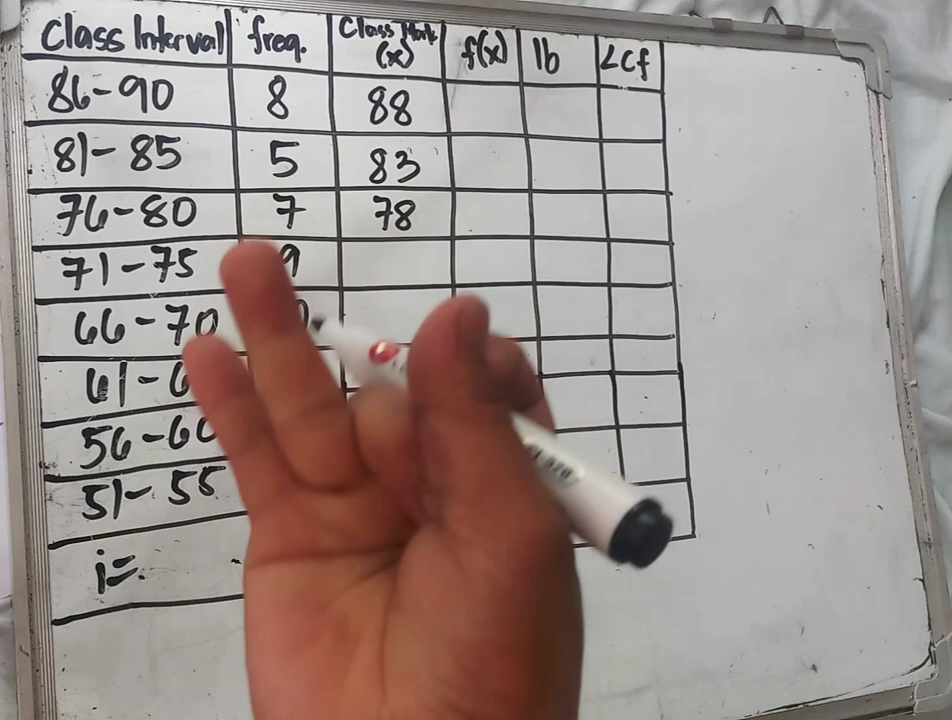 Class Interval freq. Class Mark (x) f(x) lb <cf
86-90 8 88
81-85 5 83
76-80 7 78
71-75 9
66-70
61-
56-60
51-55
i=